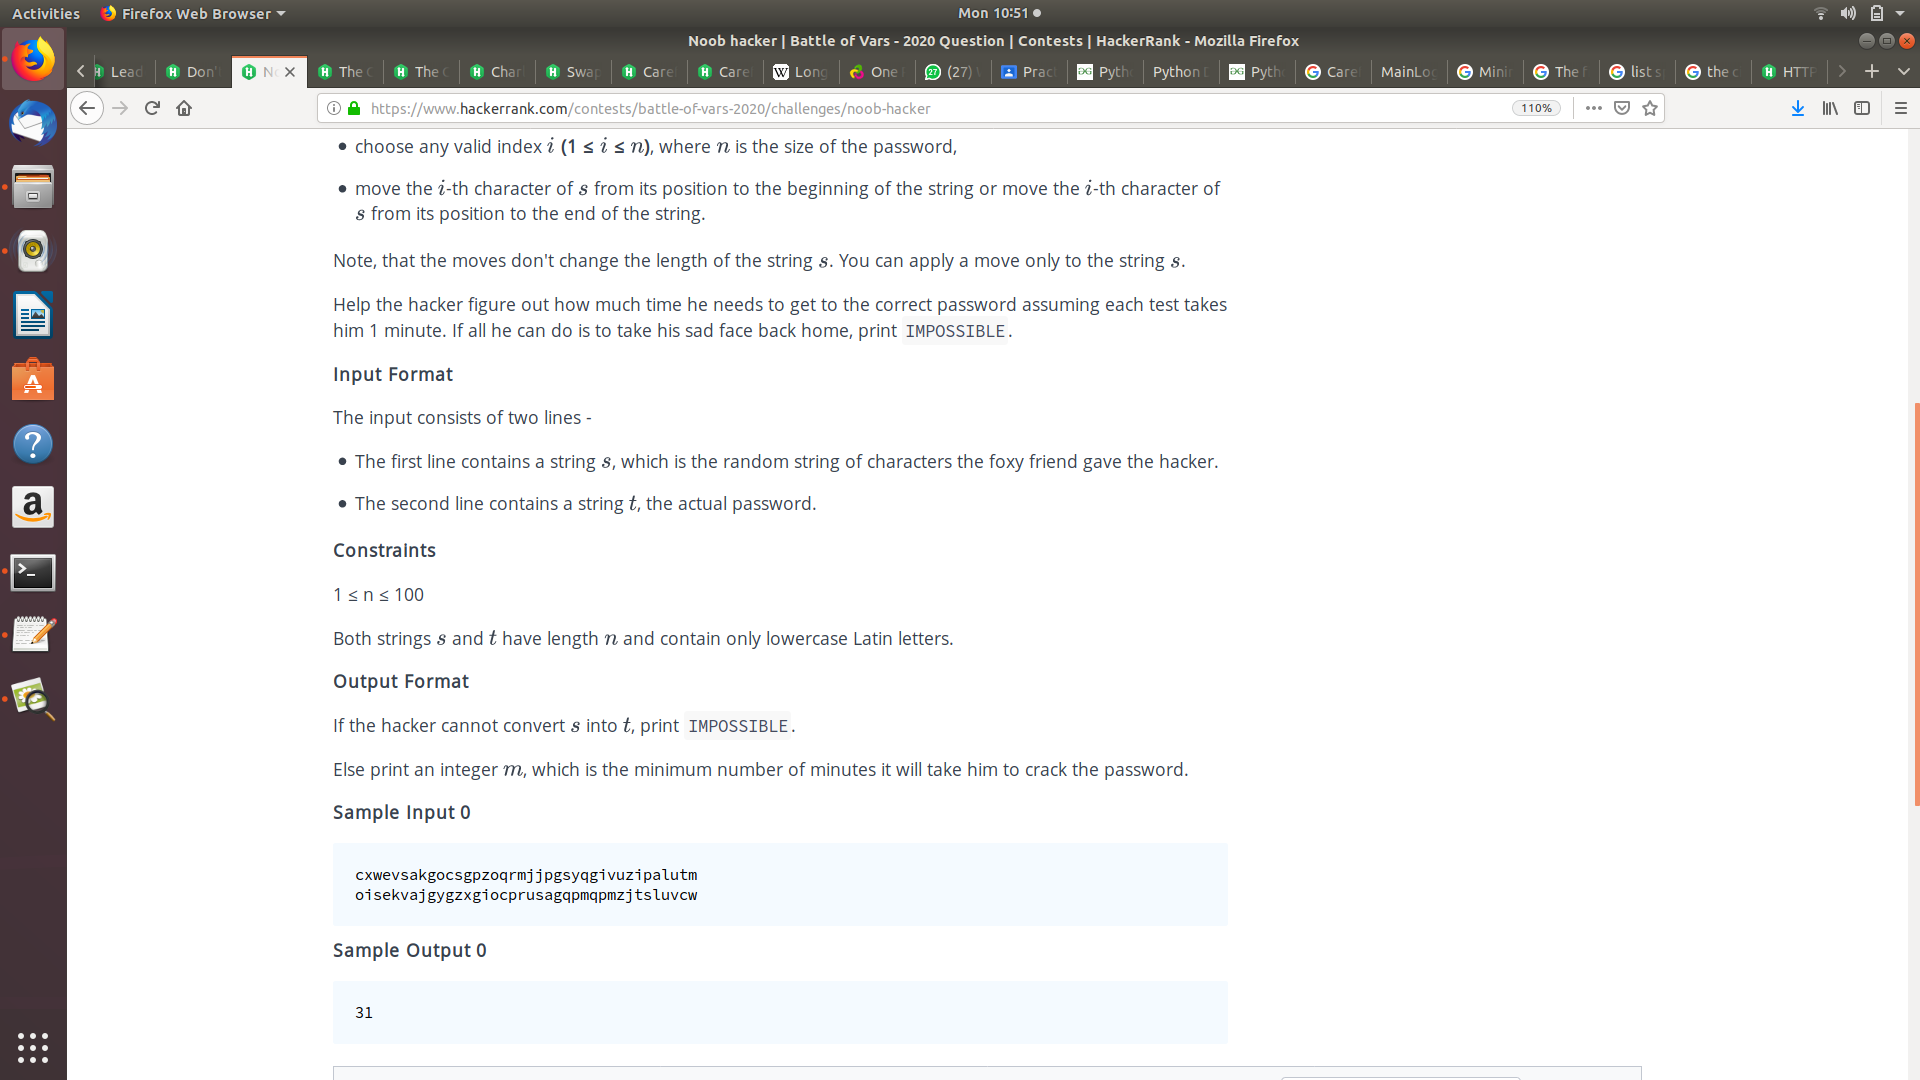 Activities Firefox Web Browser Mon 10:51
Noob hacker | Battle of Vars - 2020 Question | Contests | HackerRank - Mozilla Firefox
Lead Don' The C The C Char Swap Care Care Long One (27) Prac Pyth Python D Pyth Care MainLog Mini The f list s the c HTTP
https://www.hackerrank.com/contests/battle-of-vars-2020/challenges/noob-hacker 110%
• choose any valid index i (1 ≤ i ≤ n), where n is the size of the password,
• move the i-th character of s from its position to the beginning of the string or move the i-th character of
s from its position to the end of the string.
Note, that the moves don't change the length of the string s. You can apply a move only to the string s.
Help the hacker figure out how much time he needs to get to the correct password assuming each test takes
him 1 minute. If all he can do is to take his sad face back home, print IMPOSSIBLE.
Input Format
The input consists of two lines -
• The first line contains a string s, which is the random string of characters the foxy friend gave the hacker.
• The second line contains a string t, the actual password.
Constraints
1 ≤ n ≤ 100
Both strings s and t have length n and contain only lowercase Latin letters.
Output Format
If the hacker cannot convert s into t, print IMPOSSIBLE.
Else print an integer m, which is the minimum number of minutes it will take him to crack the password.
Sample Input 0
cxwevsakgocsgpzoqrmjjpgsyqgivuzipalutm
oisekvajgygzxgiocprusagqpmqpmzjtsluvcw
Sample Output 0
31